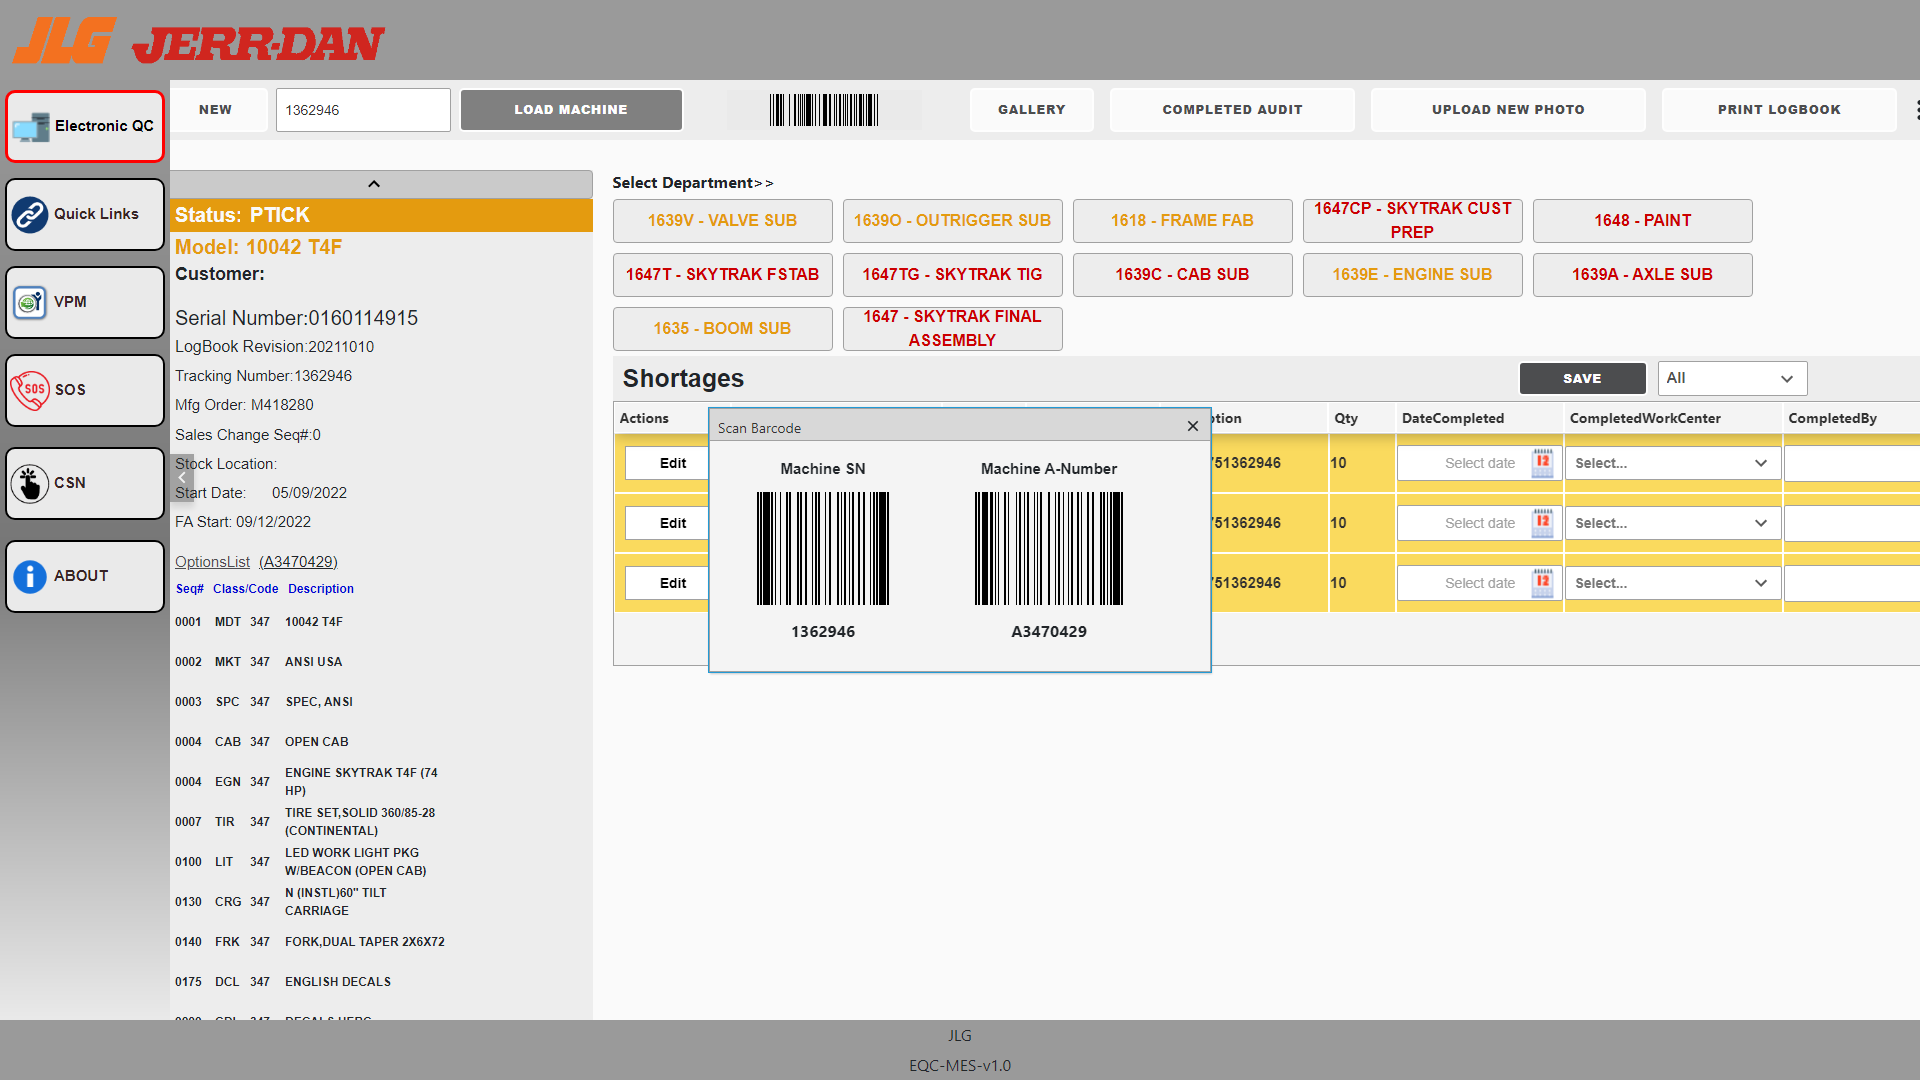 JLG JERR-DAN
Electronic QC
Quick Links
VPM
SOS
SOS
CSN
ABOUT
NEW
1362946
LOAD MACHINE
GALLERY
COMPLETED AUDIT
UPLOAD NEW PHOTO
PRINT LOGBOOK
Status: PTICK
Model: 10042 T4F
Customer:
Serial Number:0160114915
LogBook Revision:20211010
Tracking Number:1362946
Mfg Order: M418280
Sales Change Seq#:0
Stock Location:
Start Date: 05/09/2022
FA Start: 09/12/2022
OptionsList (A3470429)
Seq# Class/Code Description
0001 MDT 347 10042 T4F
0002 MKT 347 ANSI USA
0003 SPC 347 SPEC, ANSI
0004 CAB 347 OPEN CAB
0004 EGN 347 ENGINE SKYTRAK T4F (74
HP)
0007 TIR 347 TIRE SET,SOLID 360/85-28
(CONTINENTAL)
0100 LIT 347 LED WORK LIGHT PKG
W/BEACON (OPEN CAB)
0130 CRG 347 N (INSTL)60" TILT
CARRIAGE
0140 FRK 347 FORK,DUAL TAPER 2X6X72
0175 DCL 347 ENGLISH DECALS
Select Department>>
1639V - VALVE SUB
1639O - OUTRIGGER SUB
1618 - FRAME FAB
1647CP - SKYTRAK CUST
PREP
1648 - PAINT
1647T - SKYTRAK FSTAB
1647TG - SKYTRAK TIG
1639C - CAB SUB
1639E - ENGINE SUB
1639A - AXLE SUB
1635 - BOOM SUB
1647 - SKYTRAK FINAL
ASSEMBLY
Shortages
SAVE
All
Actions ption Qty DateCompleted CompletedWorkCenter CompletedBy
Edit 751362946 10 Select date 12 Select...
Edit 751362946 10 Select date 12 Select...
Edit 751362946 10 Select date 12 Select...
Scan Barcode
Machine SN
1362946
Machine A-Number
A3470429
JLG
EQC-MES-v1.0